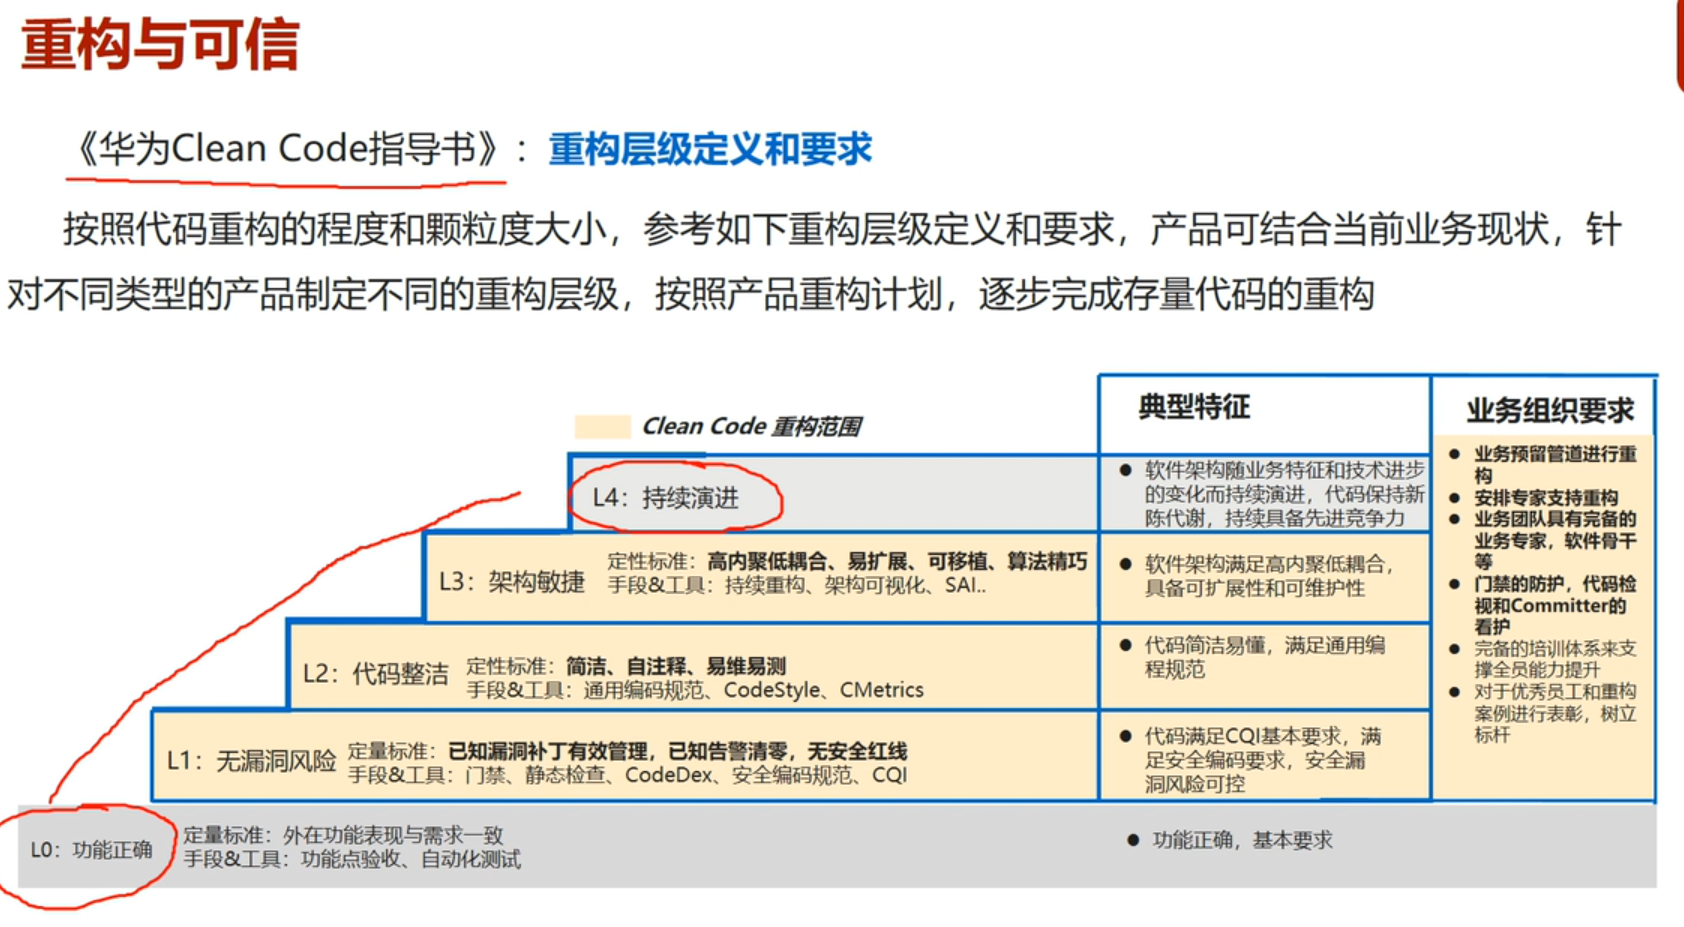 重构与可信
《华为Clean Code指导书》：重构层级定义和要求
按照代码重构的程度和颗粒度大小，参考如下重构层级定义和要求，产品可结合当前业务现状，针
对不同类型的产品制定不同的重构层级，按照产品重构计划，逐步完成存量代码的重构
Clean Code 重构范围
典型特征
业务组织要求
L4：持续演进
● 软件架构随业务特征和技术进步
的变化而持续演进，代码保持新
陈代谢，持续具备先进竞争力
L3：架构敏捷
定性标准：高内聚低耦合、易扩展、可移植、算法精巧
手段&工具：持续重构、架构可视化、SAI..
● 软件架构满足高内聚低耦合，
具备可扩展性和可维护性
L2：代码整洁
定性标准：简洁、自注释、易维易测
手段&工具：通用编码规范、CodeStyle、CMetrics
● 代码简洁易懂，满足通用编
程规范
L1：无漏洞风险
定量标准：已知漏洞补丁有效管理，已知告警清零，无安全红线
手段&工具：门禁、静态检查、CodeDex、安全编码规范、CQI
● 代码满足CQI基本要求，满
足安全编码要求，安全漏
洞风险可控
L0：功能正确
定量标准：外在功能表现与需求一致
手段&工具：功能点验收、自动化测试
● 功能正确，基本要求
● 业务预留管道进行重
构
● 安排专家支持重构
● 业务团队具有完备的
业务专家，软件骨干
等
● 门禁的防护，代码检
视和Committer的
看护
● 完备的培训体系来支
撑全员能力提升
● 对于优秀员工和重构
案例进行表彰，树立
标杆